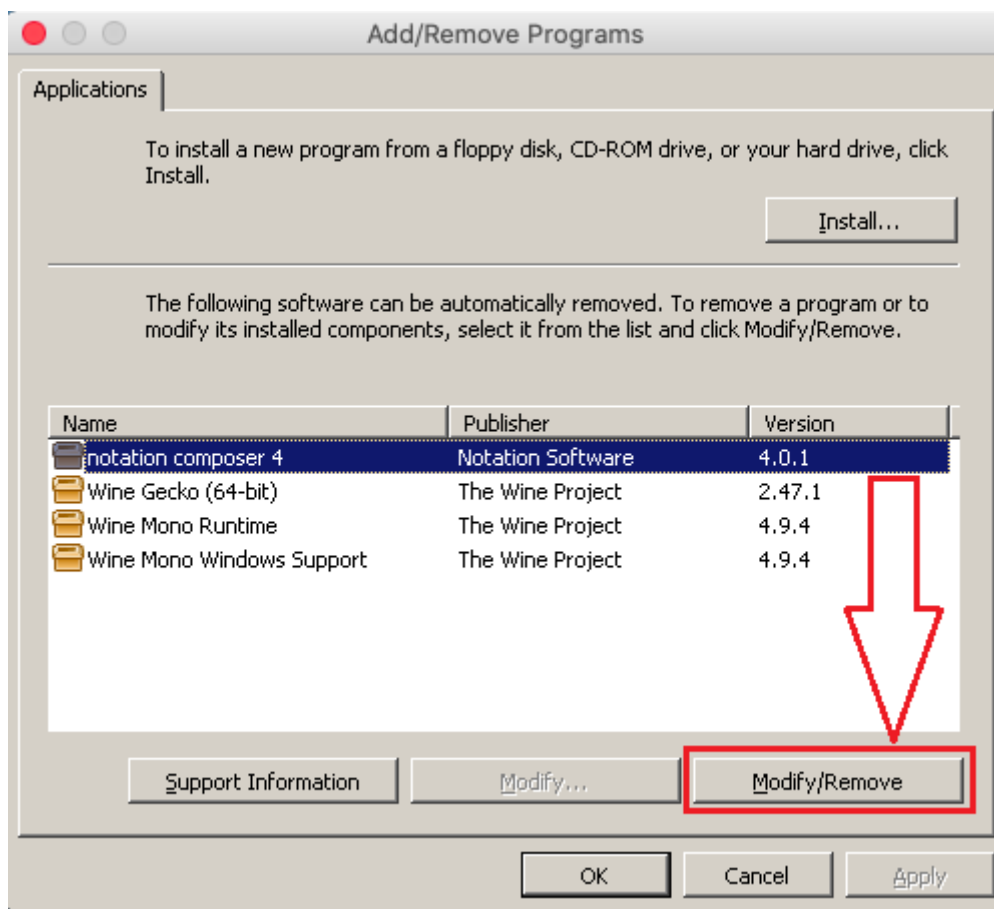 Add/Remove Programs
Applications
To install a new program from a floppy disk, CD-ROM drive, or your hard drive, click
Install.
Install...
The following software can be automatically removed. To remove a program or to
modify its installed components, select it from the list and click Modify/Remove.
Name Publisher Version
notation composer 4 Notation Software 4.0.1
Wine Gecko (64-bit) The Wine Project 2.47.1
Wine Mono Runtime The Wine Project 4.9.4
Wine Mono Windows Support The Wine Project 4.9.4
Support Information Modify... Modify/Remove
OK Cancel Apply